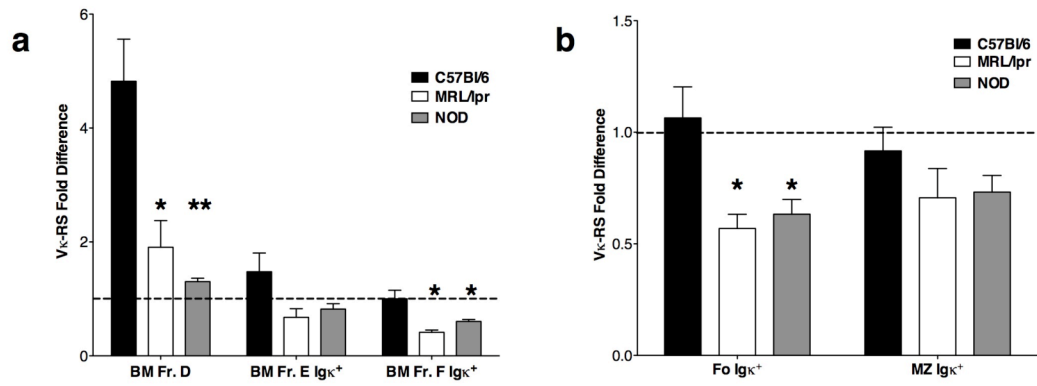 a
6
4
2
0
Vκ-RS Fold Difference
C57Bl/6
MRL/lpr
NOD
* **
* *
BM Fr. D BM Fr. E Igκ+ BM Fr. F Igκ+
b
1.5
1.0
0.5
0.0
Vκ-RS Fold Difference
C57Bl/6
MRL/lpr
NOD
* *
Fo Igκ+ MZ Igκ+